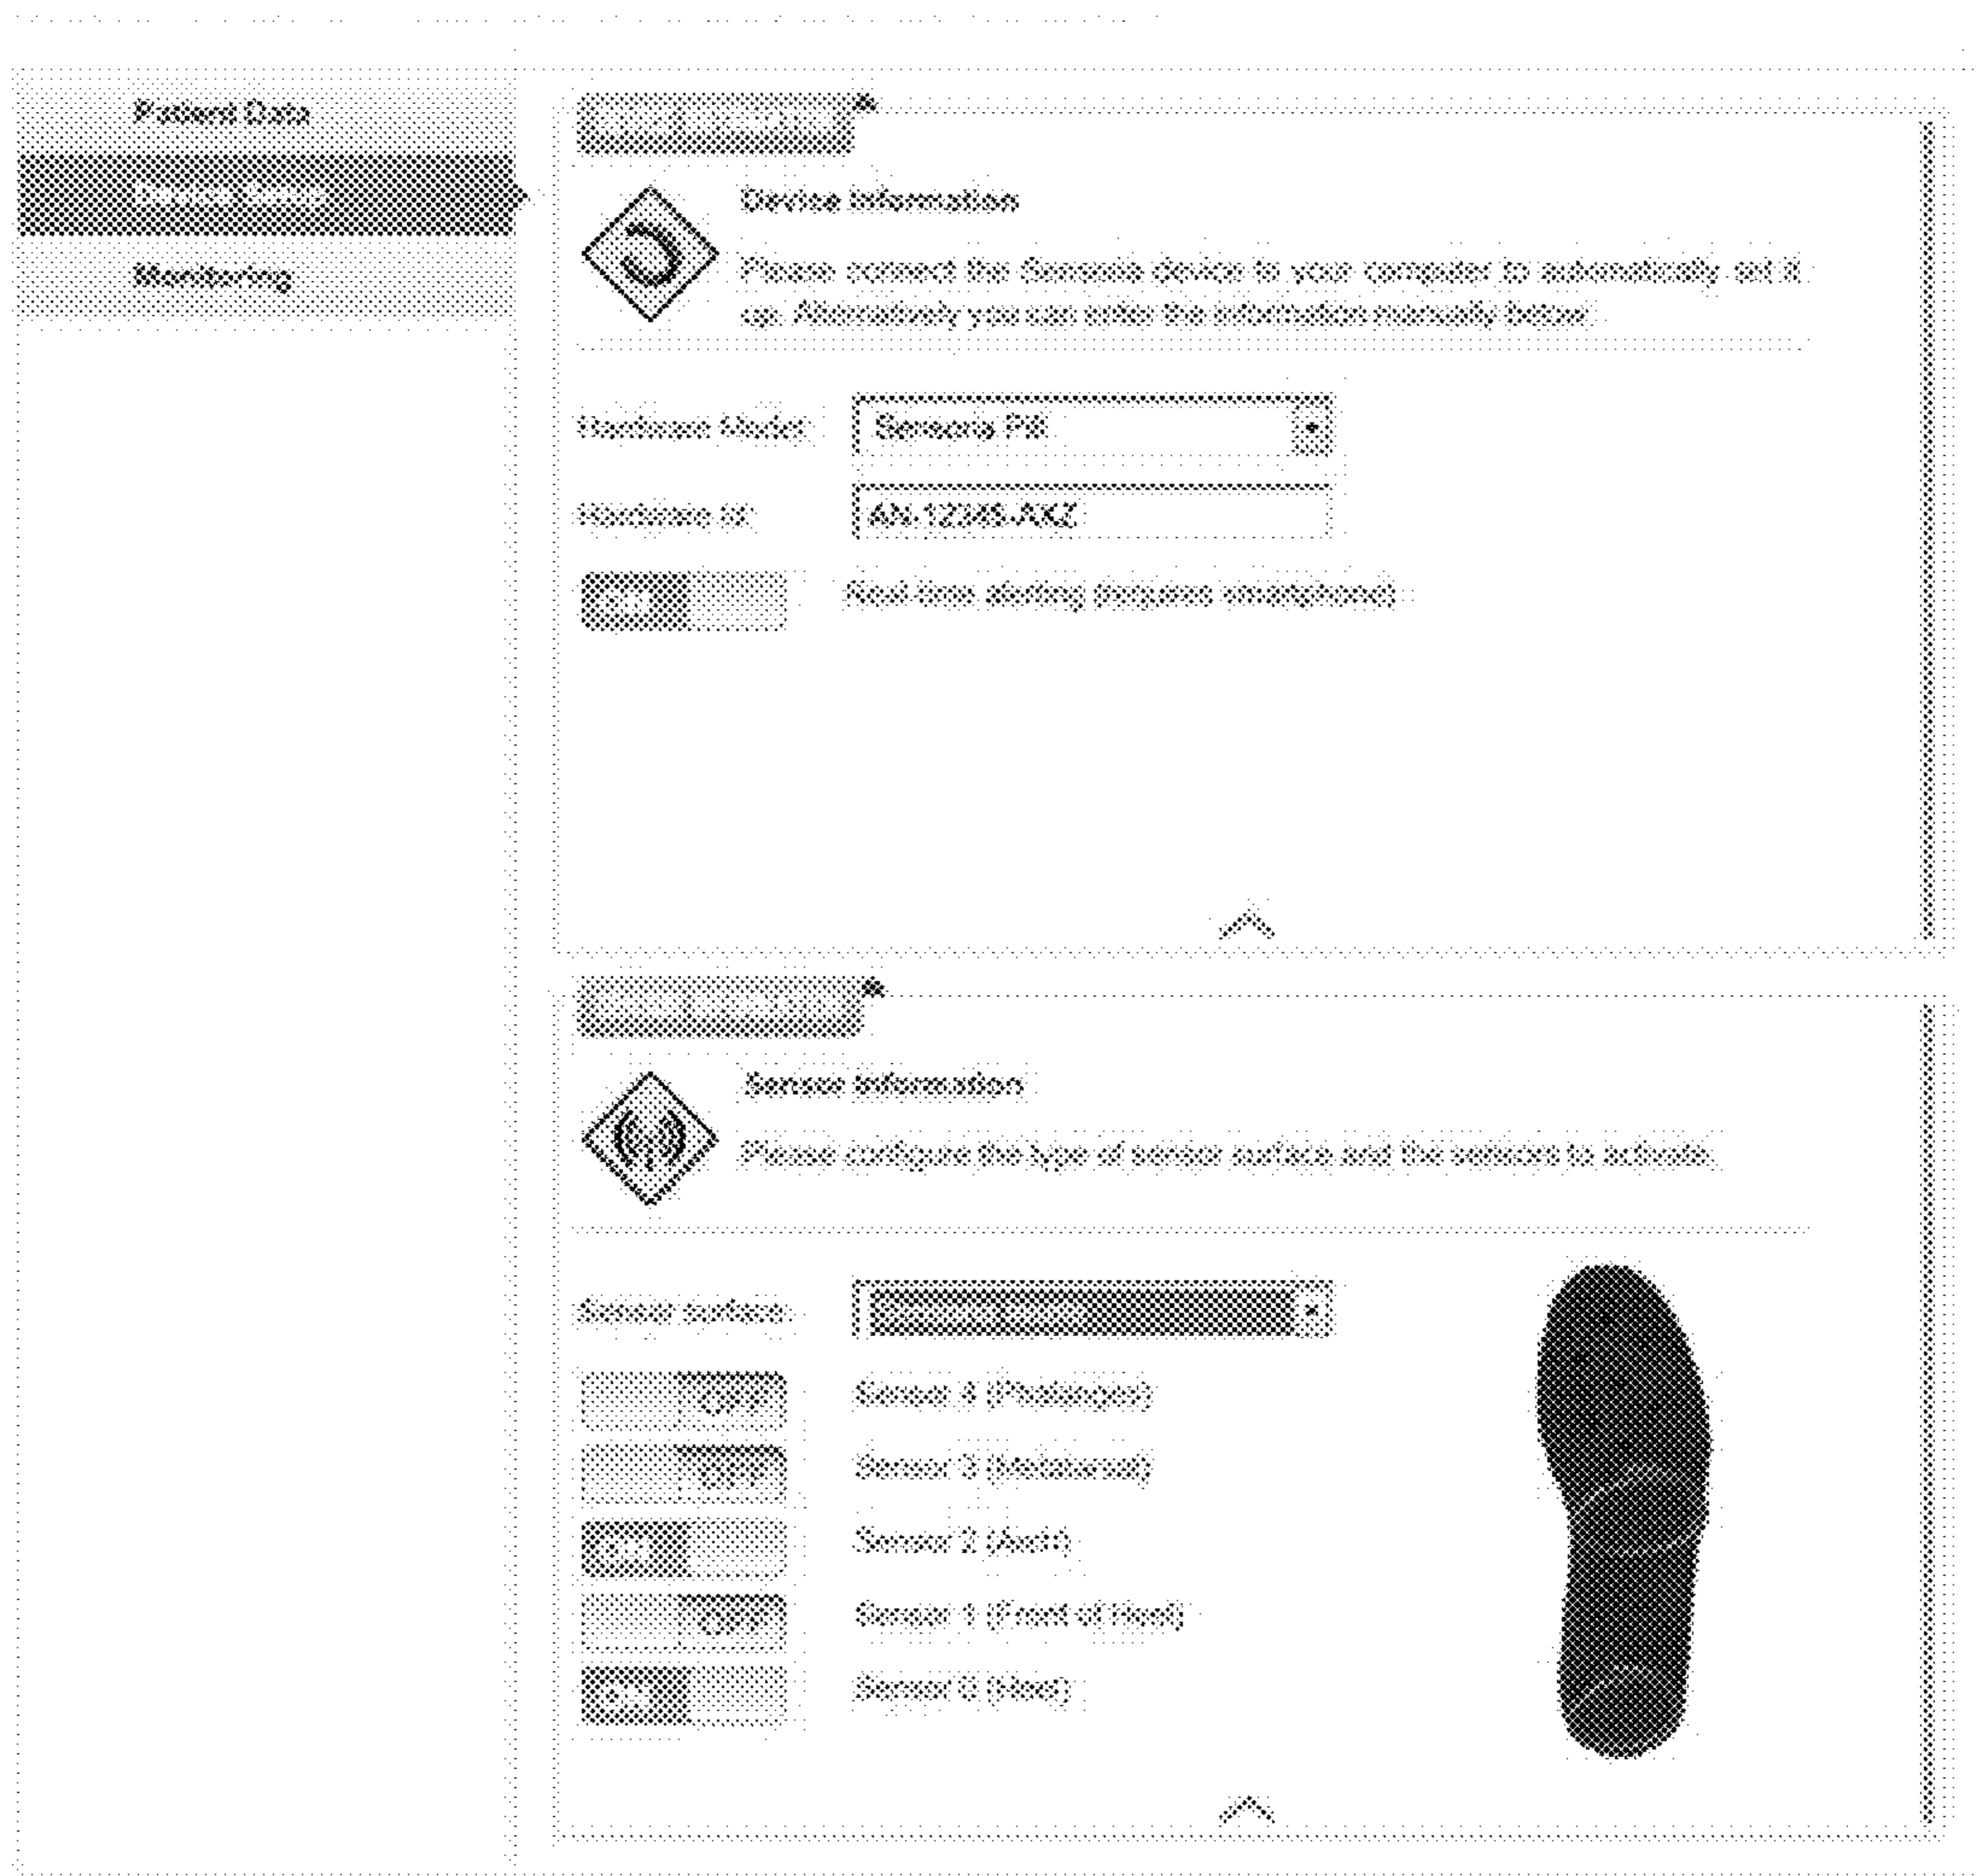 Patient Data
Device Setup
Monitoring
Device Information
Please connect the Sensoria device to your computer to automatically set it
up. Alternatively you can enter the information manually below.
Hardware Model
Sensoria P8
Hardware Id
AN.12345.AXZ
Real-time alerting (requires smartphone)
Sensor Information
Please configure the type of sensor surface and the sensors to activate.
Sensor surface
Sensor 4 (Phalanges)
Sensor 3 (Metatarsal)
Sensor 2 (Arch)
Sensor 1 (Front of Heel)
Sensor 0 (Heel)